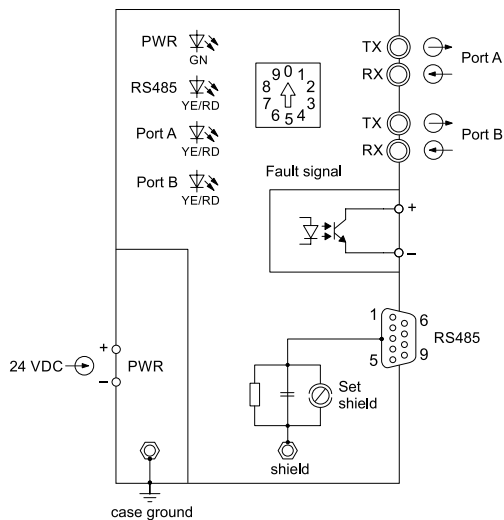 PWR
GN
RS485
YE/RD
Port A
YE/RD
Port B
YE/RD
0
1
2
3
4
5
6
7
8
9
TX
RX
Port A
TX
RX
Port B
Fault signal
+
–
1
6
5
9
RS485
24 VDC
+
–
PWR
Set
shield
shield
case ground